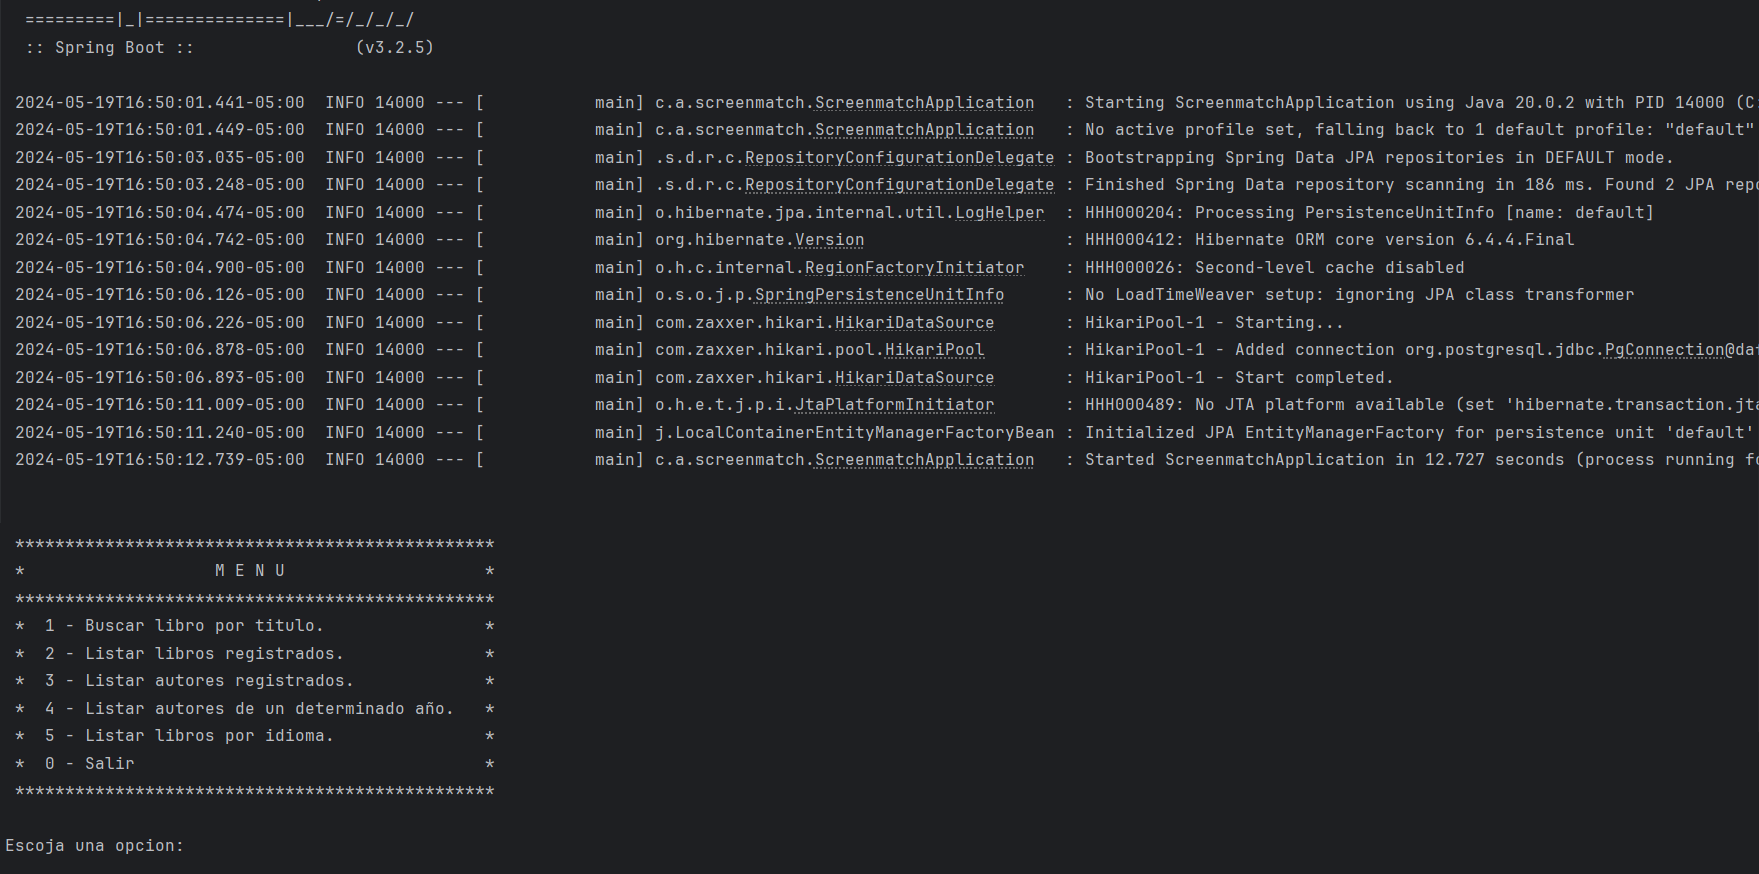 =========|_|==============|___/=/_/_/_/
:: Spring Boot ::                (v3.2.5)
2024-05-19T16:50:01.441-05:00  INFO 14000 --- [           main] c.a.screenmatch.ScreenmatchApplication   : Starting ScreenmatchApplication using Java 20.0.2 with PID 14000 (C:
2024-05-19T16:50:01.449-05:00  INFO 14000 --- [           main] c.a.screenmatch.ScreenmatchApplication   : No active profile set, falling back to 1 default profile: "default"
2024-05-19T16:50:03.035-05:00  INFO 14000 --- [           main] .s.d.r.c.RepositoryConfigurationDelegate : Bootstrapping Spring Data JPA repositories in DEFAULT mode.
2024-05-19T16:50:03.248-05:00  INFO 14000 --- [           main] .s.d.r.c.RepositoryConfigurationDelegate : Finished Spring Data repository scanning in 186 ms. Found 2 JPA repo
2024-05-19T16:50:04.474-05:00  INFO 14000 --- [           main] o.hibernate.jpa.internal.util.LogHelper  : HHH000204: Processing PersistenceUnitInfo [name: default]
2024-05-19T16:50:04.742-05:00  INFO 14000 --- [           main] org.hibernate.Version                    : HHH000412: Hibernate ORM core version 6.4.4.Final
2024-05-19T16:50:04.900-05:00  INFO 14000 --- [           main] o.h.c.internal.RegionFactoryInitiator    : HHH000026: Second-level cache disabled
2024-05-19T16:50:06.126-05:00  INFO 14000 --- [           main] o.s.o.j.p.SpringPersistenceUnitInfo      : No LoadTimeWeaver setup: ignoring JPA class transformer
2024-05-19T16:50:06.226-05:00  INFO 14000 --- [           main] com.zaxxer.hikari.HikariDataSource       : HikariPool-1 - Starting...
2024-05-19T16:50:06.878-05:00  INFO 14000 --- [           main] com.zaxxer.hikari.pool.HikariPool        : HikariPool-1 - Added connection org.postgresql.jdbc.PgConnection@da
2024-05-19T16:50:06.893-05:00  INFO 14000 --- [           main] com.zaxxer.hikari.HikariDataSource       : HikariPool-1 - Start completed.
2024-05-19T16:50:11.009-05:00  INFO 14000 --- [           main] o.h.e.t.j.p.i.JtaPlatformInitiator       : HHH000489: No JTA platform available (set 'hibernate.transaction.jta
2024-05-19T16:50:11.240-05:00  INFO 14000 --- [           main] j.LocalContainerEntityManagerFactoryBean : Initialized JPA EntityManagerFactory for persistence unit 'default'
2024-05-19T16:50:12.739-05:00  INFO 14000 --- [           main] c.a.screenmatch.ScreenmatchApplication   : Started ScreenmatchApplication in 12.727 seconds (process running fo
************************************************
*                   M E N U                    *
************************************************
*  1 - Buscar libro por titulo.                *
*  2 - Listar libros registrados.              *
*  3 - Listar autores registrados.             *
*  4 - Listar autores de un determinado año.   *
*  5 - Listar libros por idioma.               *
*  0 - Salir                                   *
************************************************
Escoja una opcion: